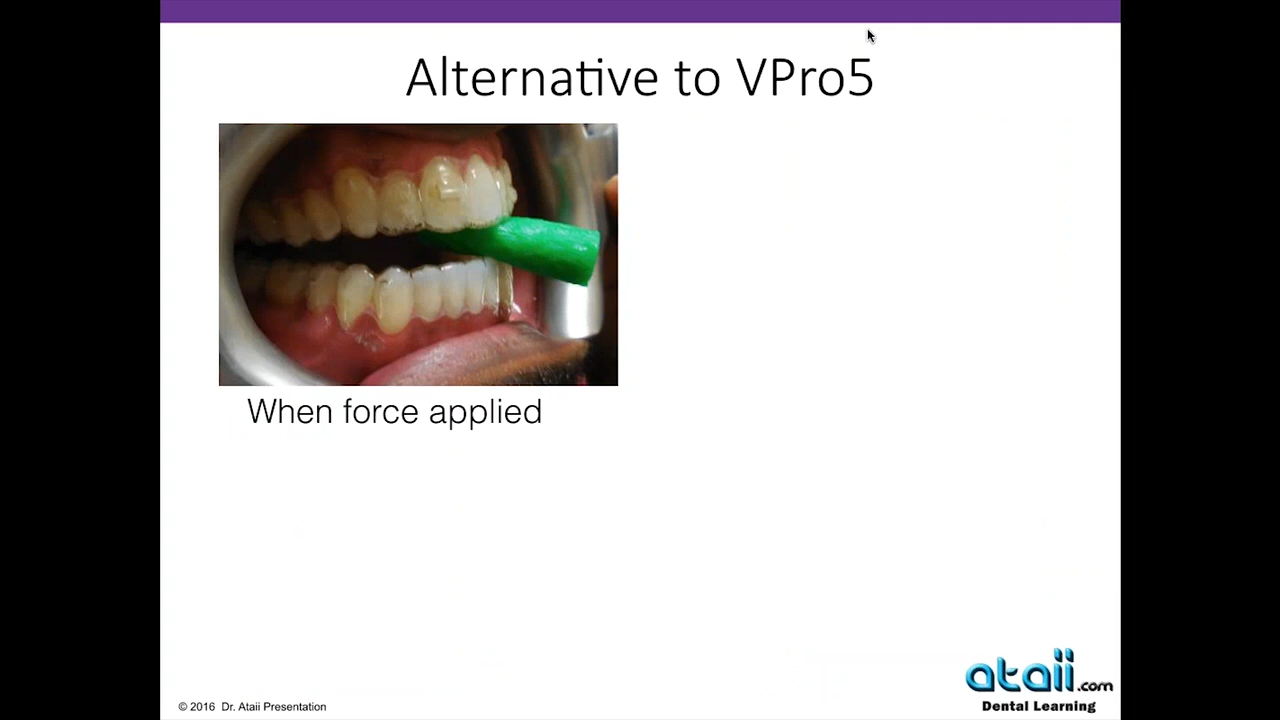 Alternative to VPro5
When force applied
© 2016 Dr. Ataii Presentation
ataii.com
Dental Learning